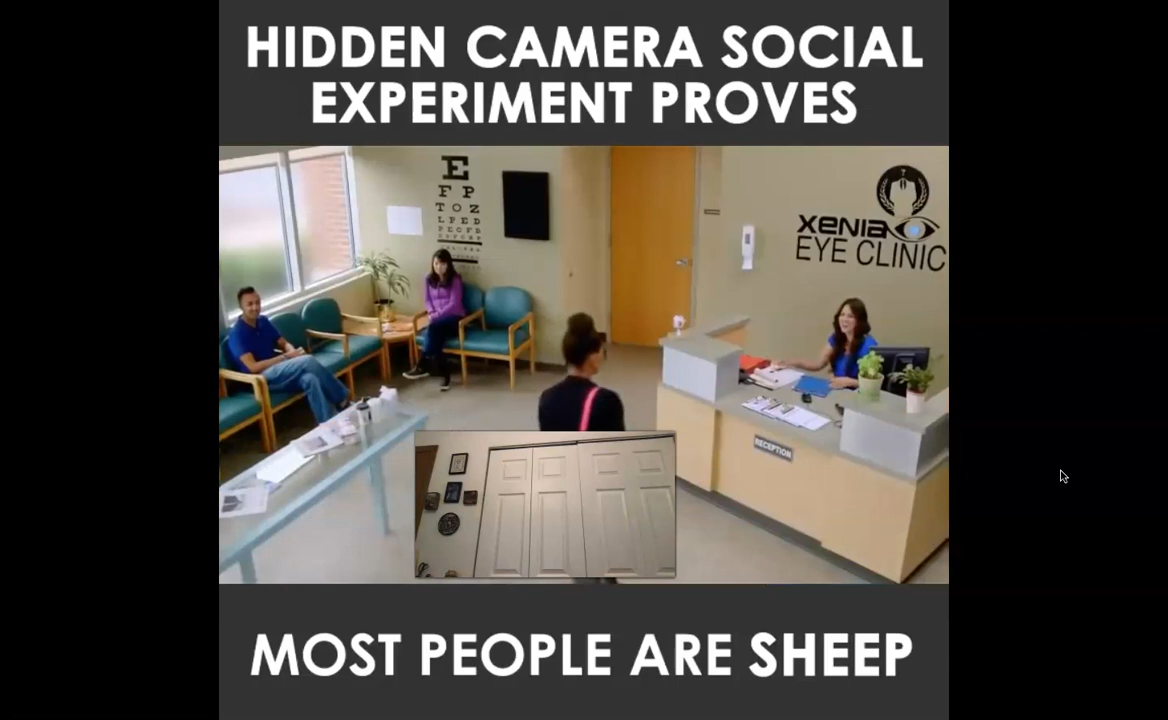 HIDDEN CAMERA SOCIAL
EXPERIMENT PROVES
E
F P
T O Z
L P E D
P E C F D
XENIA
EYE CLINIC
RECEPTION
MOST PEOPLE ARE SHEEP